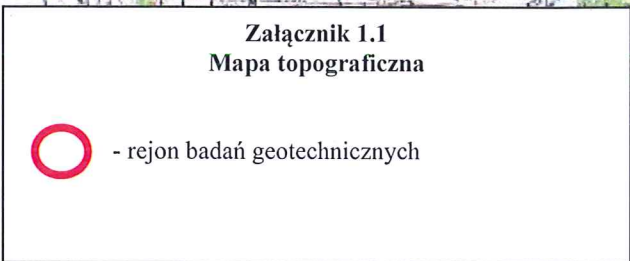 Załącznik 1.1
Mapa topograficzna
- rejon badań geotechnicznych